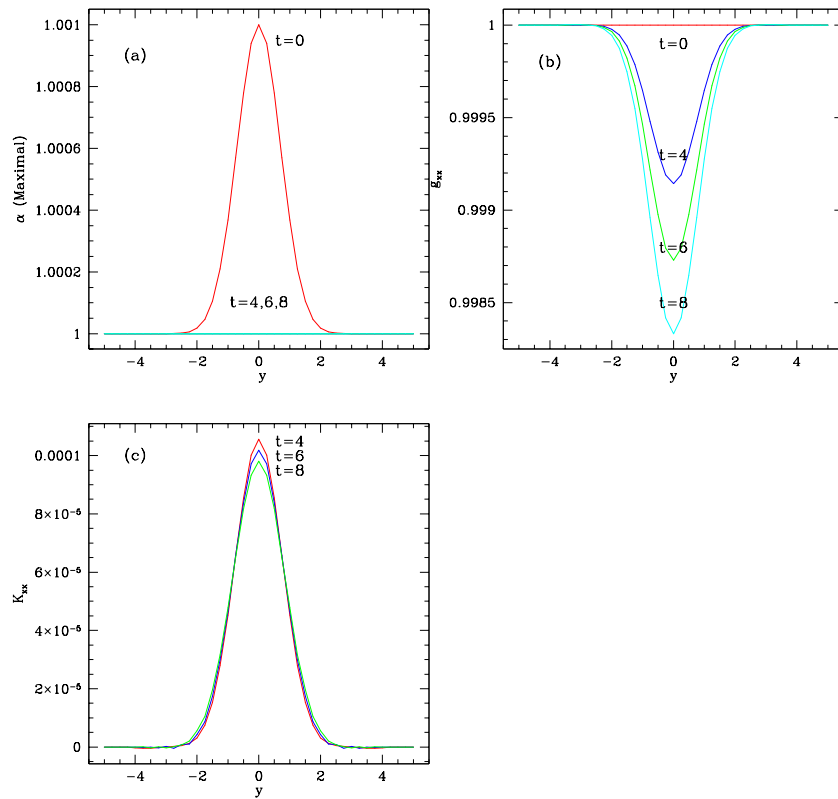 (a)
t=0
t=4,6,8
1.001
1.0008
1.0006
1.0004
1.0002
1
α (Maximal)
−4
−2
0
2
4
y
(b)
t=0
t=4
t=6
t=8
1
0.9995
0.999
0.9985
gxx
−4
−2
0
2
4
y
(c)
t=4
t=6
t=8
0.0001
8×10⁻⁵
6×10⁻⁵
4×10⁻⁵
2×10⁻⁵
0
Kxx
−4
−2
0
2
4
y